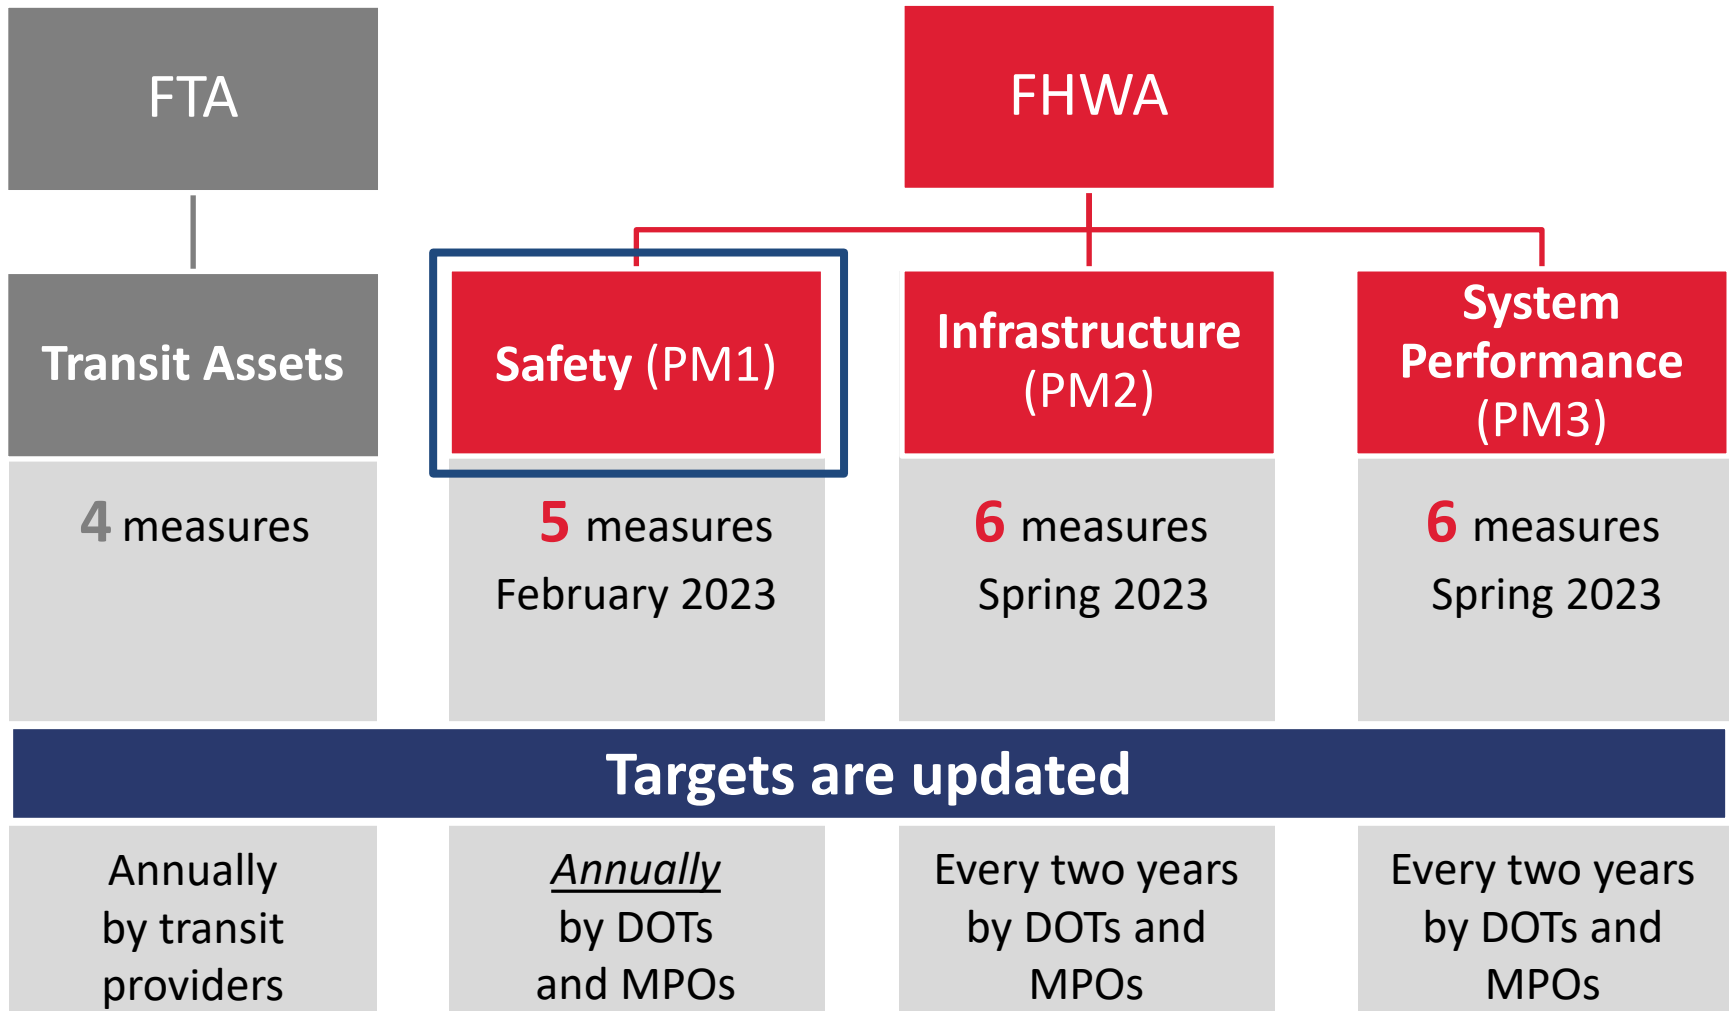 FTA
FHWA
Transit Assets
Safety (PM1)
Infrastructure
(PM2)
System
Performance
(PM3)
4 measures
5 measures
February 2023
6 measures
Spring 2023
6 measures
Spring 2023
Targets are updated
Annually
by transit
providers
Annually
by DOTs
and MPOs
Every two years
by DOTs and
MPOs
Every two years
by DOTs and
MPOs